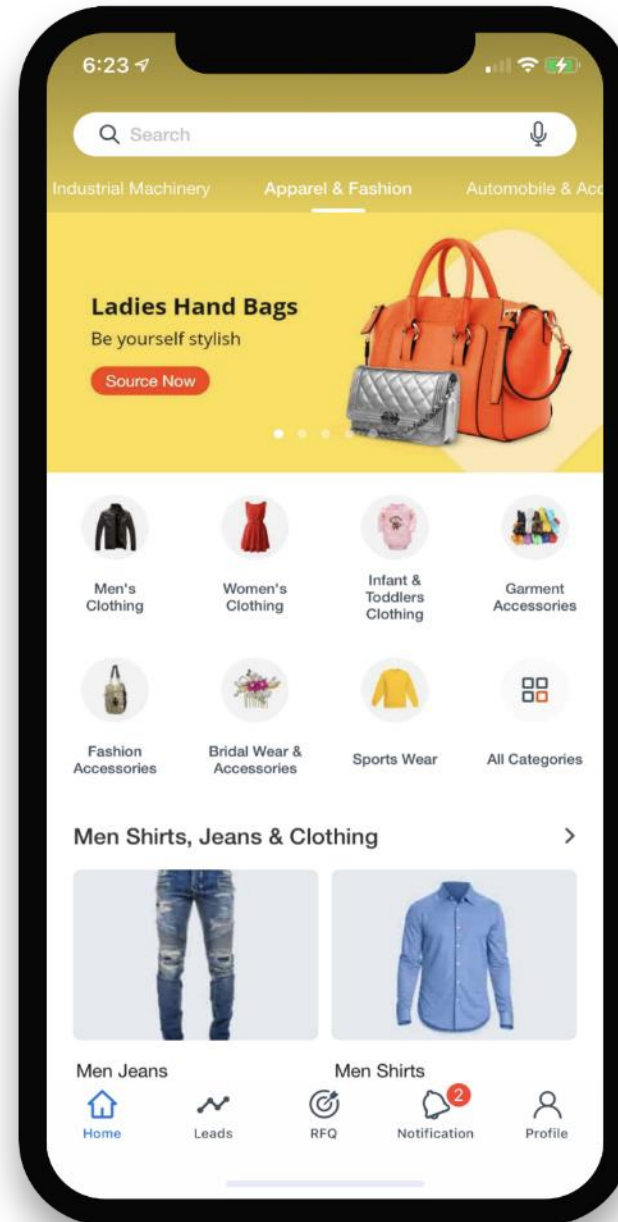 6:23
Search
Industrial Machinery
Apparel & Fashion
Automobile & Acc
Ladies Hand Bags
Be yourself stylish
Source Now
Men's
Clothing
Women's
Clothing
Infant &
Toddlers
Clothing
Garment
Accessories
Fashion
Accessories
Bridal Wear &
Accessories
Sports Wear
All Categories
Men Shirts, Jeans & Clothing
Men Jeans
Men Shirts
2
Home
Leads
RFQ
Notification
Profile